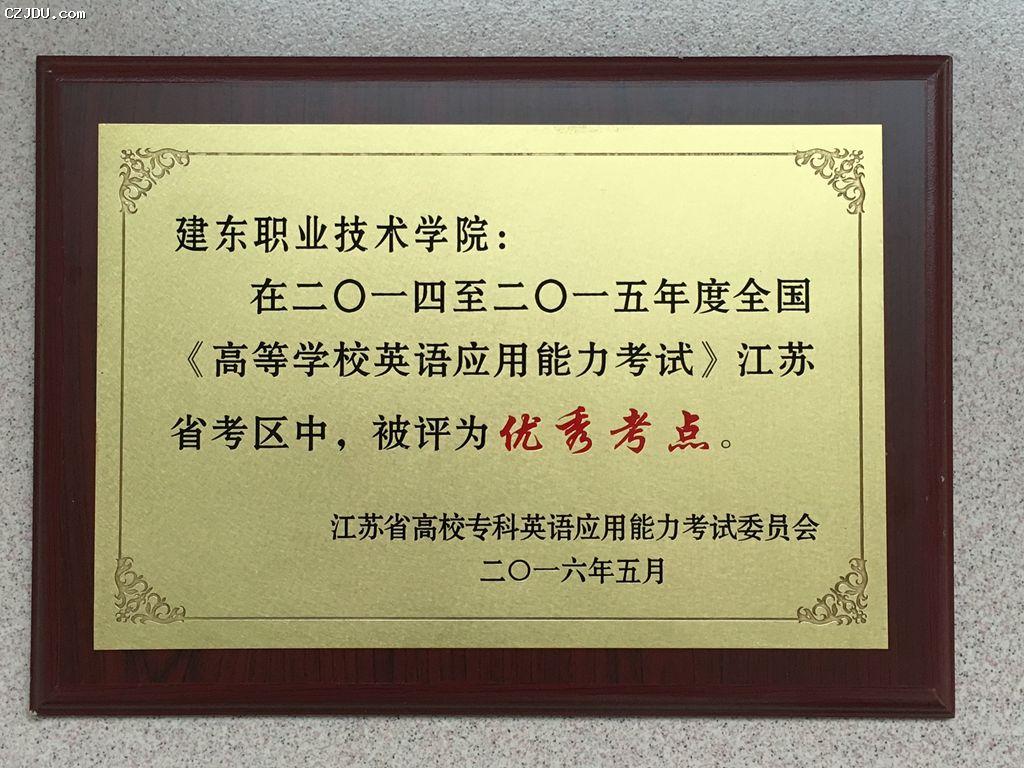 CZJDU.com
建东职业技术学院：
在二〇一四至二〇一五年度全国
《高等学校英语应用能力考试》江苏
省考区中，被评为优秀考点。
江苏省高校专科英语应用能力考试委员会
二〇一六年五月